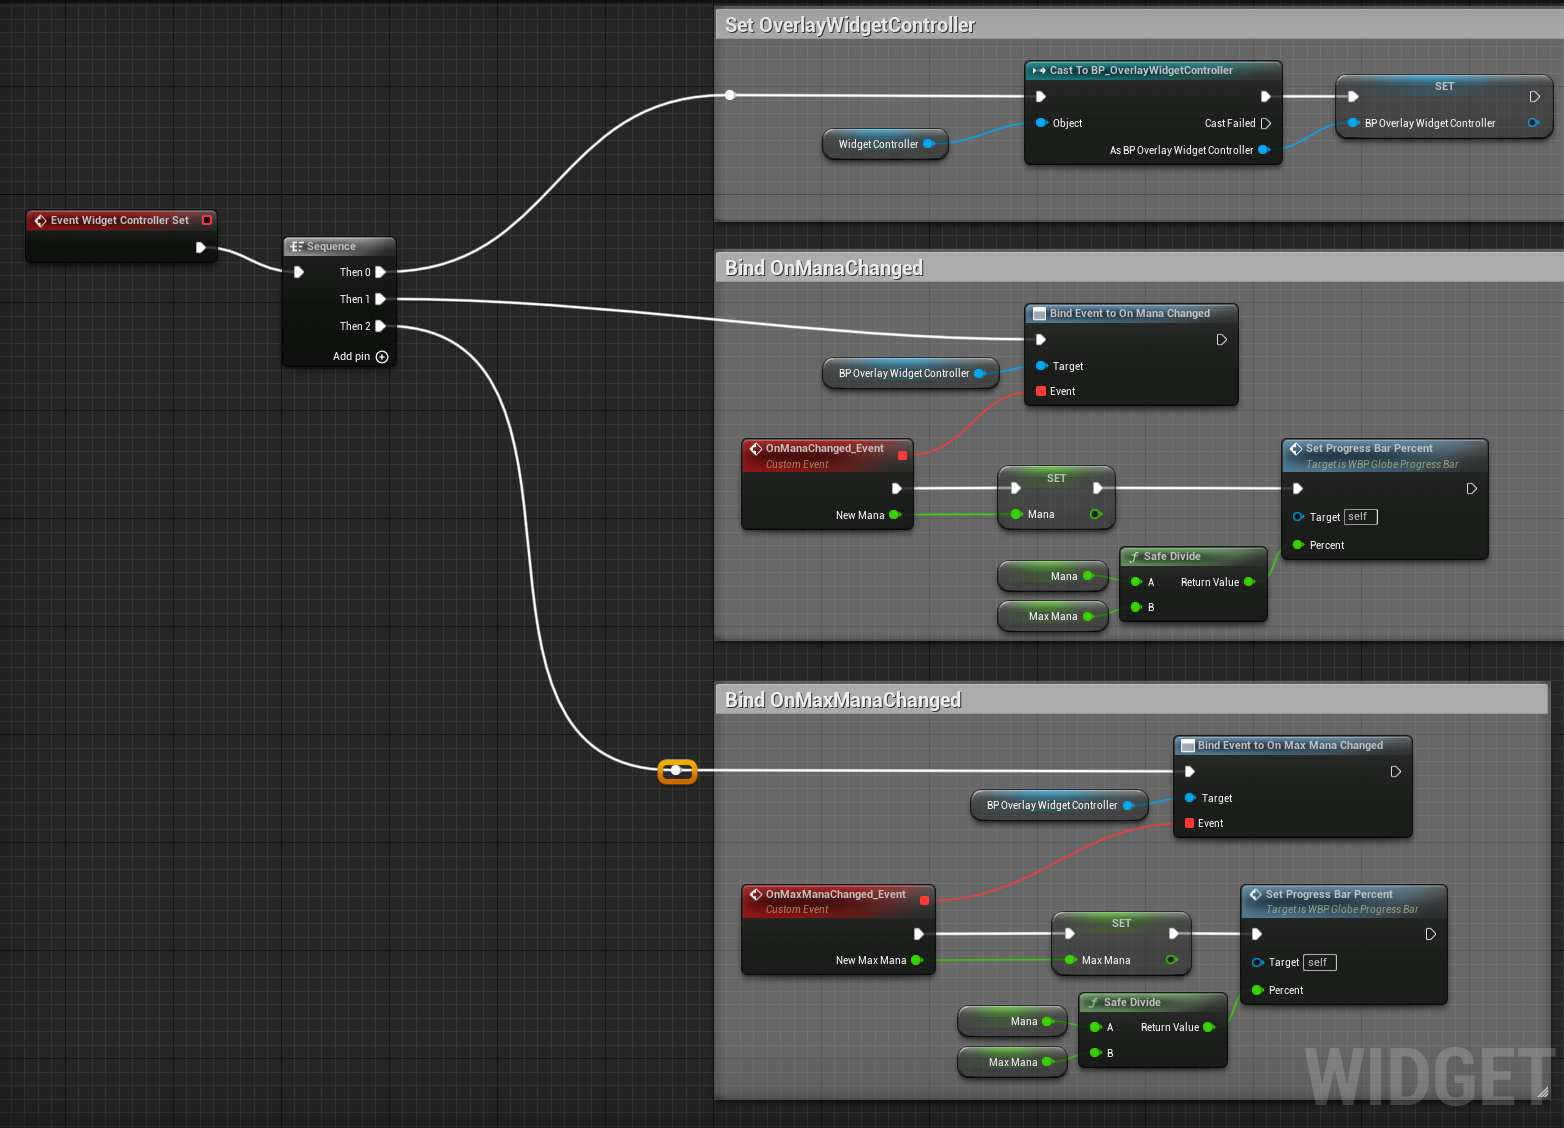 Set OverlayWidgetController
Cast To BP_OverlayWidgetController
SET
Object
Cast Failed
BP Overlay Widget Controller
Widget Controller
As BP Overlay Widget Controller
Event Widget Controller Set
Sequence
Then 0
Then 1
Then 2
Add pin
Bind OnManaChanged
Bind Event to On Mana Changed
BP Overlay Widget Controller
Target
Event
OnManaChanged_Event
Custom Event
New Mana
SET
Mana
Set Progress Bar Percent
Target is WBP Globe Progress Bar
Target self
Percent
Mana
Max Mana
Safe Divide
A Return Value
B
Bind OnMaxManaChanged
Bind Event to On Max Mana Changed
BP Overlay Widget Controller
Target
Event
OnMaxManaChanged_Event
Custom Event
New Max Mana
SET
Max Mana
Set Progress Bar Percent
Target is WBP Globe Progress Bar
Target self
Percent
Mana
Max Mana
Safe Divide
A Return Value
B
WIDGET